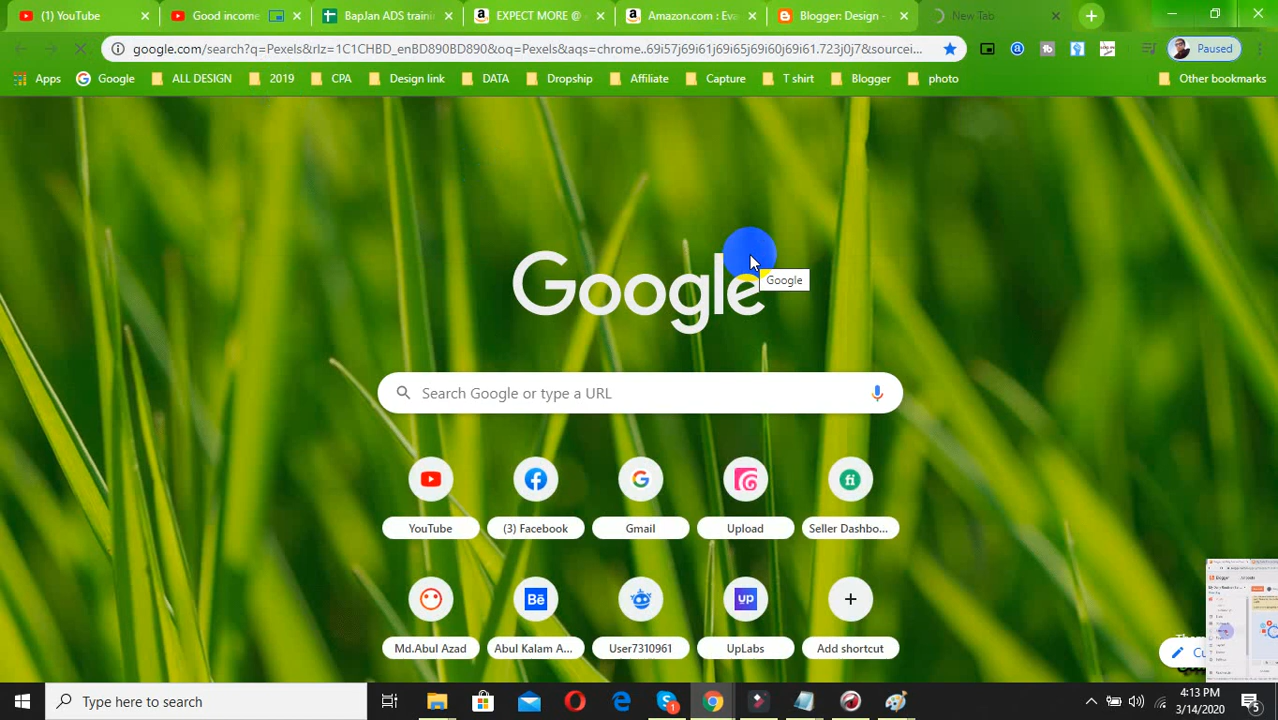 (1) YouTube
Good income
BapJan ADS traini
EXPECT MORE @
Amazon.com : Eva
Blogger: Design -
New Tab
google.com/search?q=Pexels&rlz=1C1CHBD_enBD890BD890&oq=Pexels&aqs=chrome..69i57j69i61j69i65j69i60j69i61.723j0j7&sourcei...
Paused
Apps
Google
ALL DESIGN
2019
CPA
Design link
DATA
Dropship
Affiliate
Capture
T shirt
Blogger
photo
Other bookmarks
Google
Google
Search Google or type a URL
YouTube
(3) Facebook
Gmail
Upload
Seller Dashbo...
Md.Abul Azad
Abul Kalam A...
User7310961
UpLabs
Add shortcut
Type here to search
4:13 PM
3/14/2020